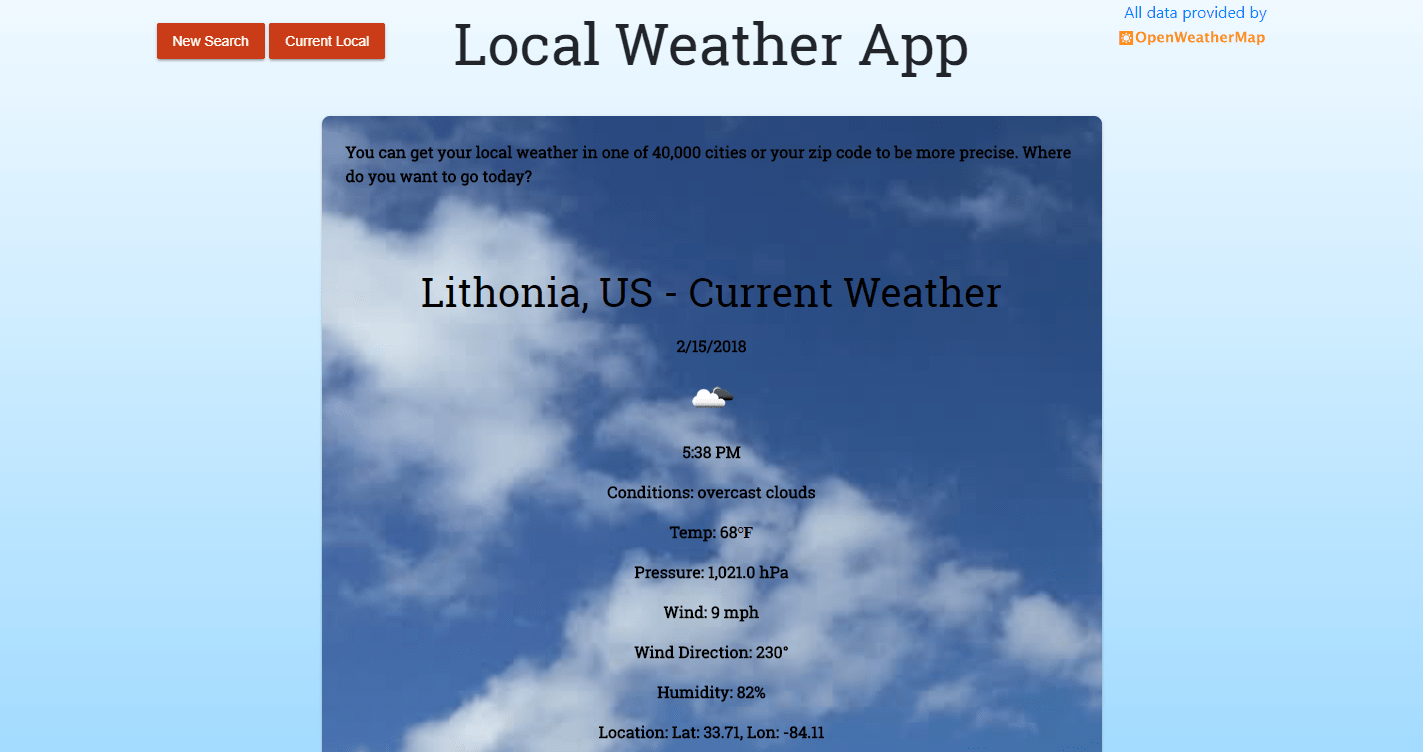 New Search
Current Local
Local Weather App
All data provided by
OpenWeatherMap
You can get your local weather in one of 40,000 cities or your zip code to be more precise. Where
do you want to go today?
Lithonia, US - Current Weather
2/15/2018
5:38 PM
Conditions: overcast clouds
Temp: 68°F
Pressure: 1,021.0 hPa
Wind: 9 mph
Wind Direction: 230°
Humidity: 82%
Location: Lat: 33.71, Lon: -84.11